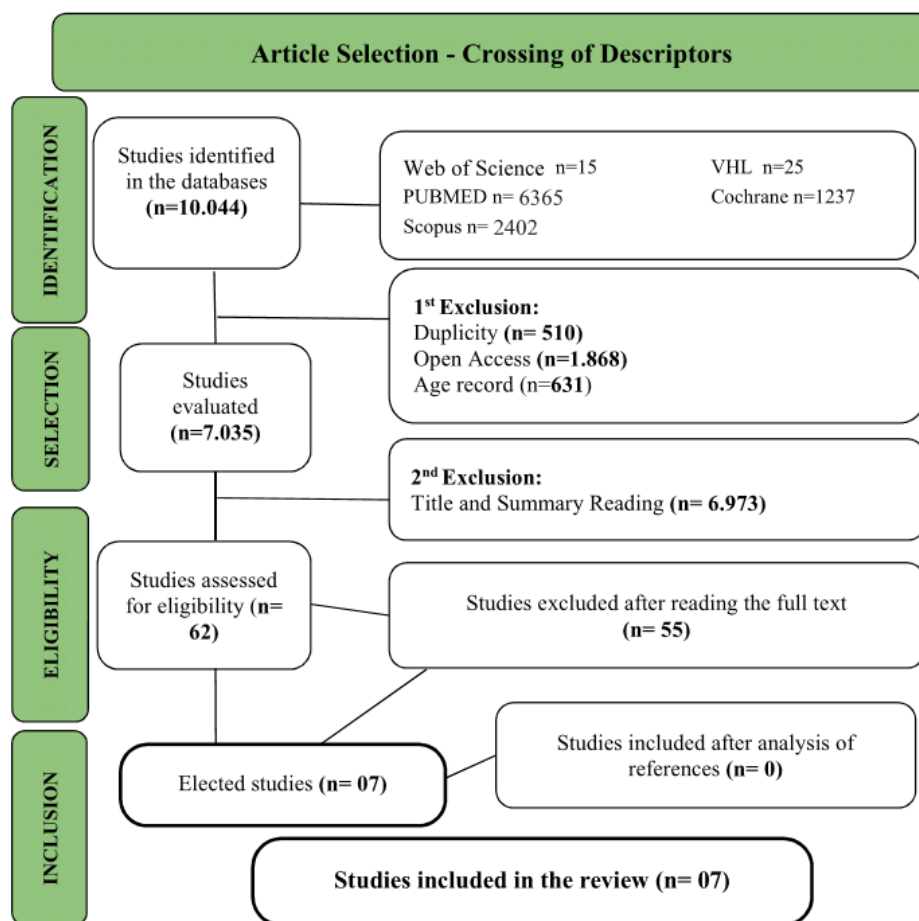 Article Selection - Crossing of Descriptors
IDENTIFICATION
Studies identified
in the databases
(n=10.044)
Web of Science n=15 VHL n=25
PUBMED n= 6365 Cochrane n=1237
Scopus n= 2402
1st Exclusion:
Duplicity (n= 510)
Open Access (n=1.868)
Age record (n=631)
SELECTION
Studies
evaluated
(n=7.035)
2nd Exclusion:
Title and Summary Reading (n= 6.973)
ELIGIBILITY
Studies assessed
for eligibility (n=
62)
Studies excluded after reading the full text
(n= 55)
INCLUSION
Elected studies (n= 07)
Studies included after analysis of
references (n= 0)
Studies included in the review (n= 07)